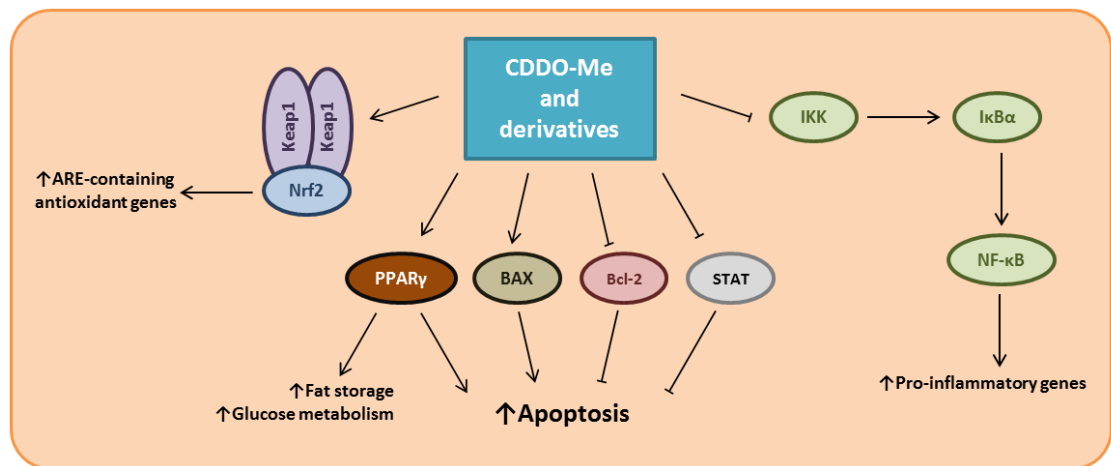 CDDO-Me
and
derivatives
Keap1
Keap1
Nrf2
↑ARE-containing
antioxidant genes
IKK
IκBα
NF-κB
↑Pro-inflammatory genes
PPARγ
BAX
Bcl-2
STAT
↑Fat storage
↑Glucose metabolism
↑Apoptosis